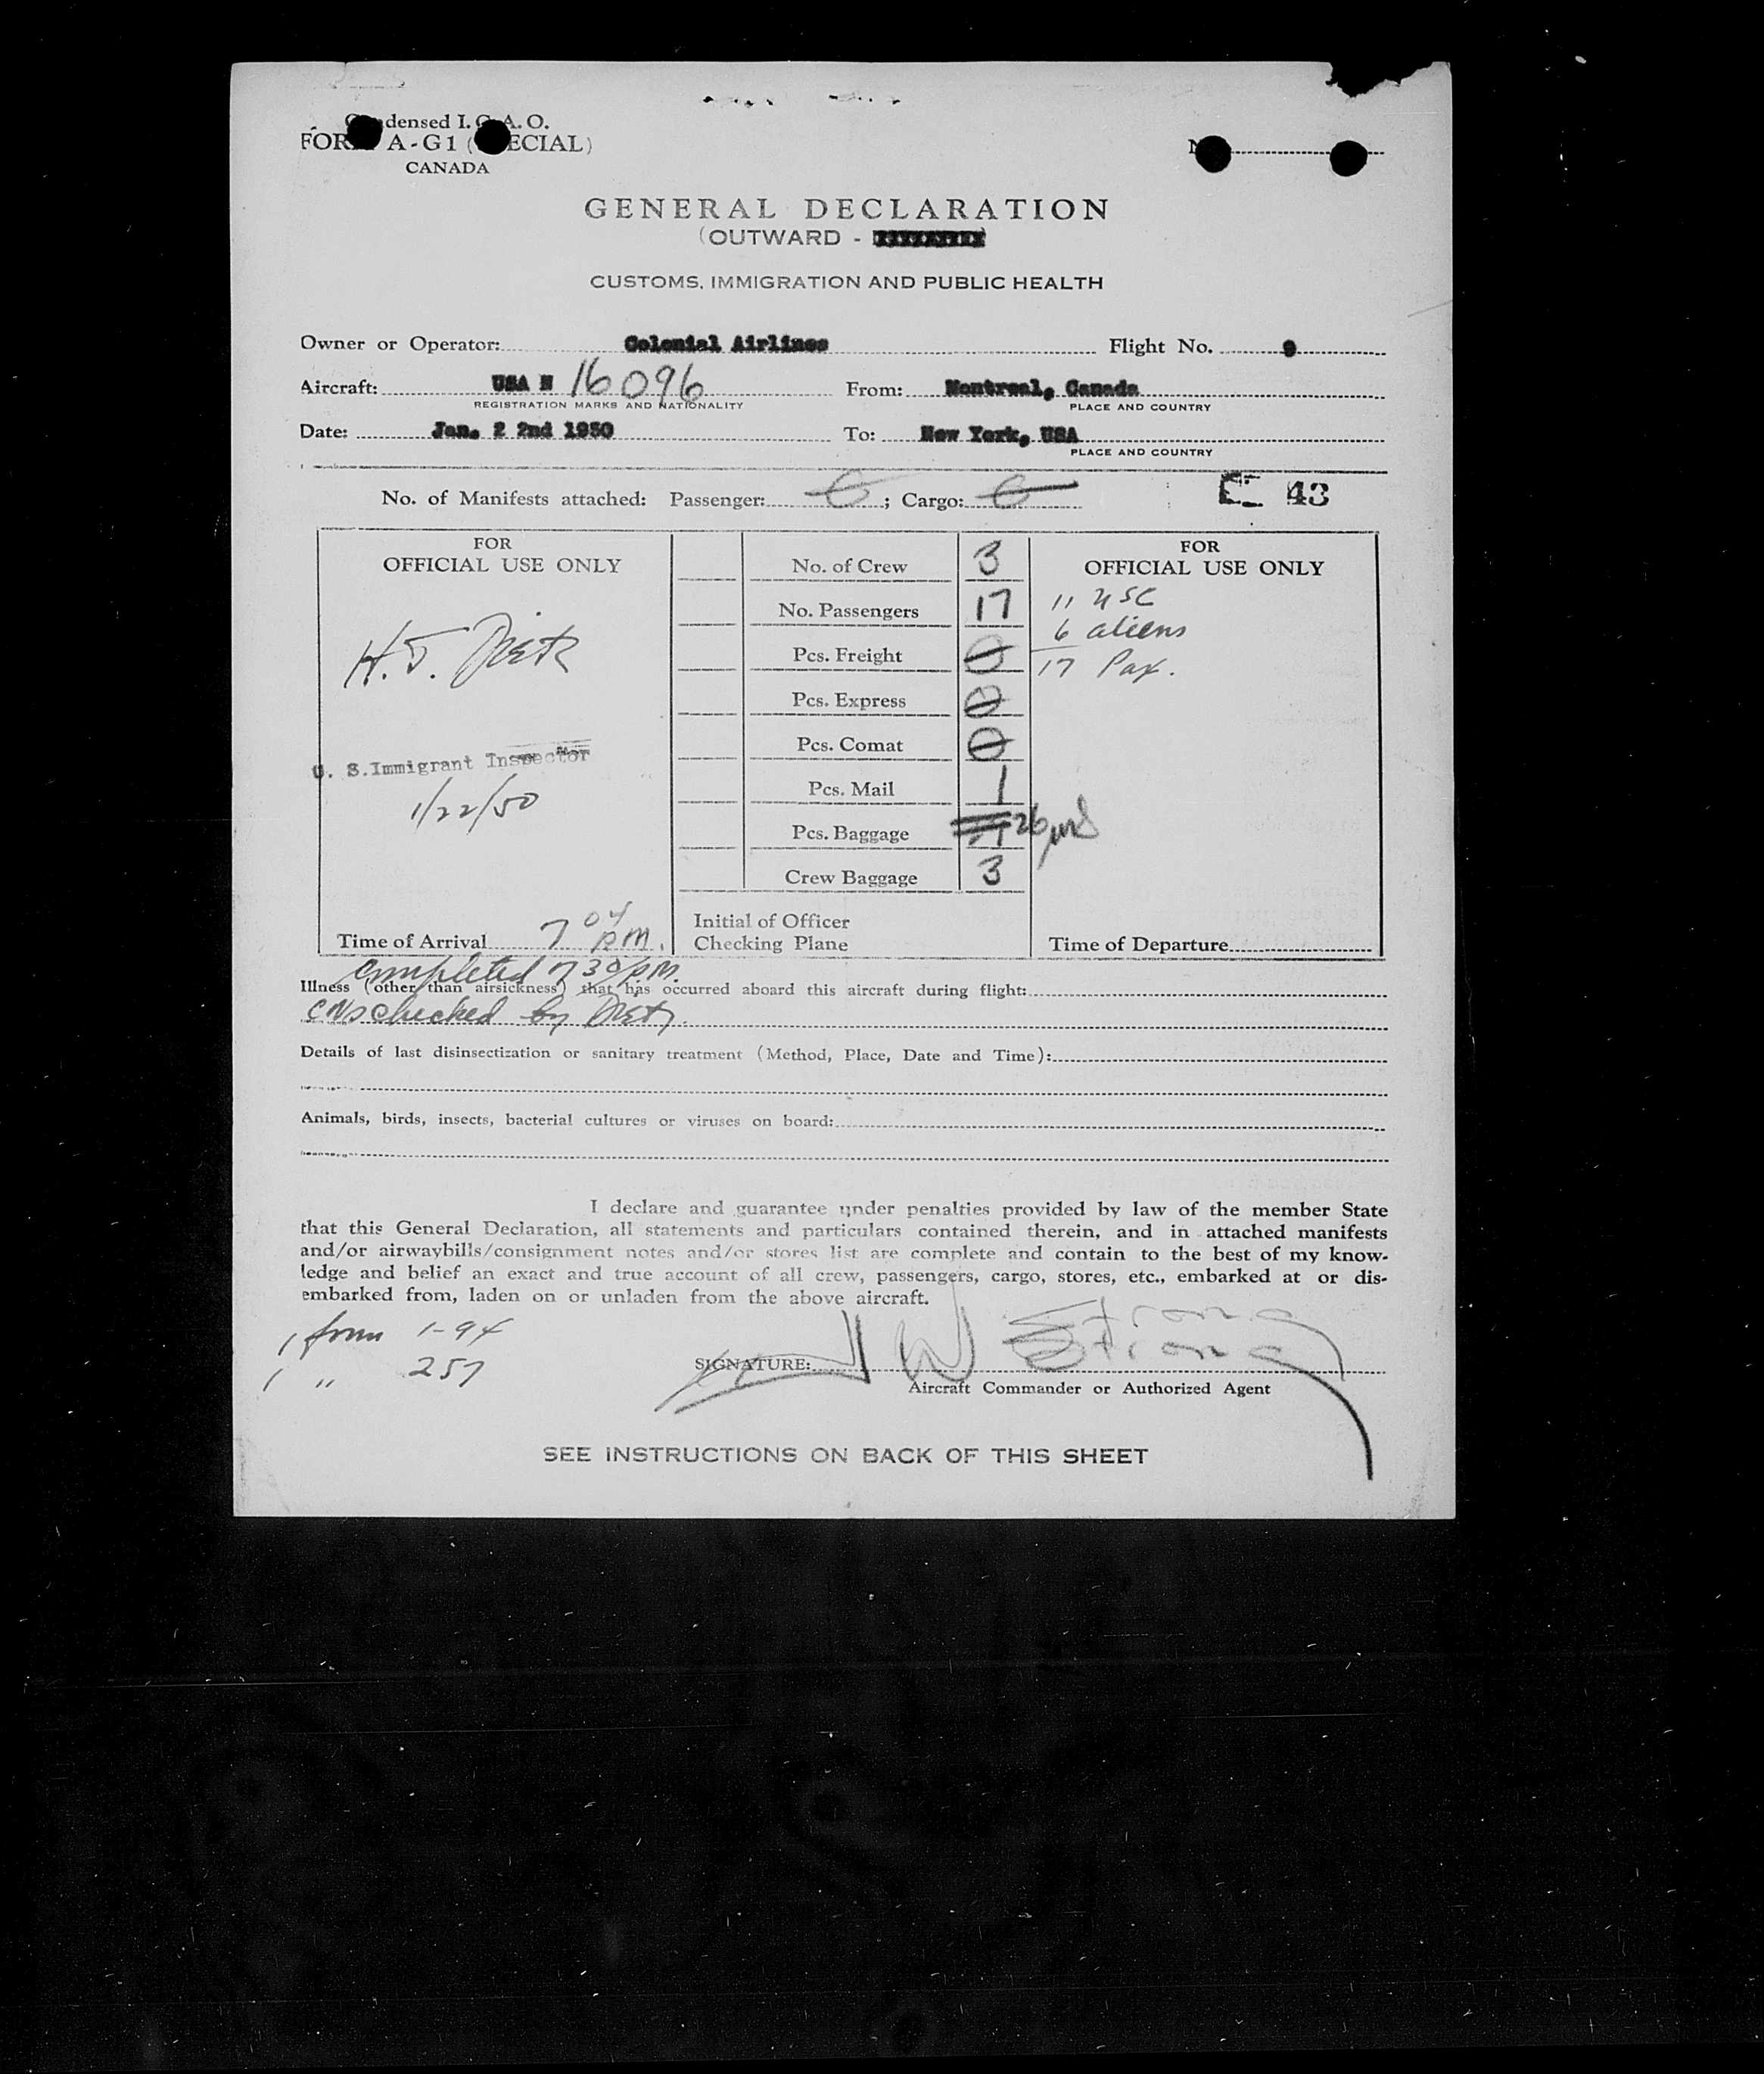 Condensed I.C.A.O.
FORM A-G1 (SPECIAL)
CANADA
GENERAL DECLARATION
(OUTWARD -
CUSTOMS, IMMIGRATION AND PUBLIC HEALTH
Owner or Operator: Colonial Airlines Flight No. 9
Aircraft: USA N 16096 From: Montreal, Canada
REGISTRATION MARKS AND NATIONALITY PLACE AND COUNTRY
Date: Jan. 2 2nd 1950 To: New York, USA
PLACE AND COUNTRY
No. of Manifests attached: Passenger: ; Cargo: 43
FOR
OFFICIAL USE ONLY
H. J. Dietz
U. S. Immigrant Inspector
1/22/50
Time of Arrival 7 04 PM.
No. of Crew 3
No. Passengers 17
Pcs. Freight 0
Pcs. Express 0
Pcs. Comat 0
Pcs. Mail 1
Pcs. Baggage 26
Crew Baggage 3
Initial of Officer
Checking Plane
FOR
OFFICIAL USE ONLY
11 USC
6 aliens
17 Pax.
Time of Departure
completed 7 30 PM.
Illness (other than airsickness) that has occurred aboard this aircraft during flight:
checked by Dietz
Details of last disinsectization or sanitary treatment (Method, Place, Date and Time):
Animals, birds, insects, bacterial cultures or viruses on board:
I declare and guarantee under penalties provided by law of the member State
that this General Declaration, all statements and particulars contained therein, and in attached manifests
and/or airwaybills/consignment notes and/or stores list are complete and contain to the best of my know-
ledge and belief an exact and true account of all crew, passengers, cargo, stores, etc., embarked at or dis-
embarked from, laden on or unladen from the above aircraft.
1 form 1-94
1 " 257
SIGNATURE: J W Strong
Aircraft Commander or Authorized Agent
SEE INSTRUCTIONS ON BACK OF THIS SHEET